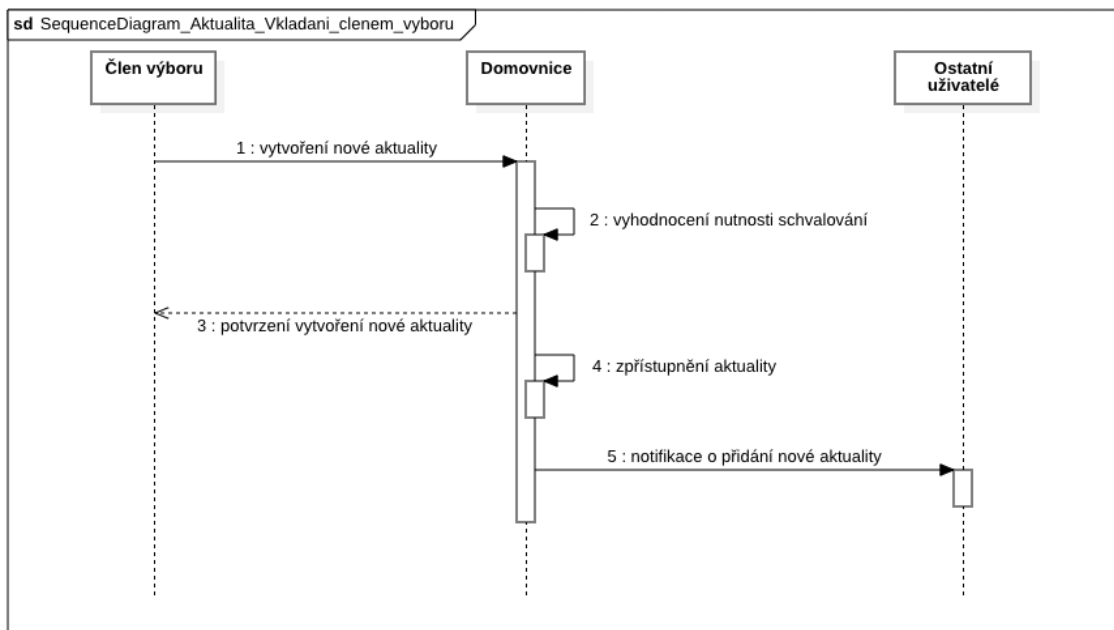 sd SequenceDiagram_Aktualita_Vkladani_clenem_vyboru
Člen výboru
Domovnice
Ostatní
uživatelé
1 : vytvoření nové aktuality
2 : vyhodnocení nutnosti schvalování
3 : potvrzení vytvoření nové aktuality
4 : zpřístupnění aktuality
5 : notifikace o přidání nové aktuality